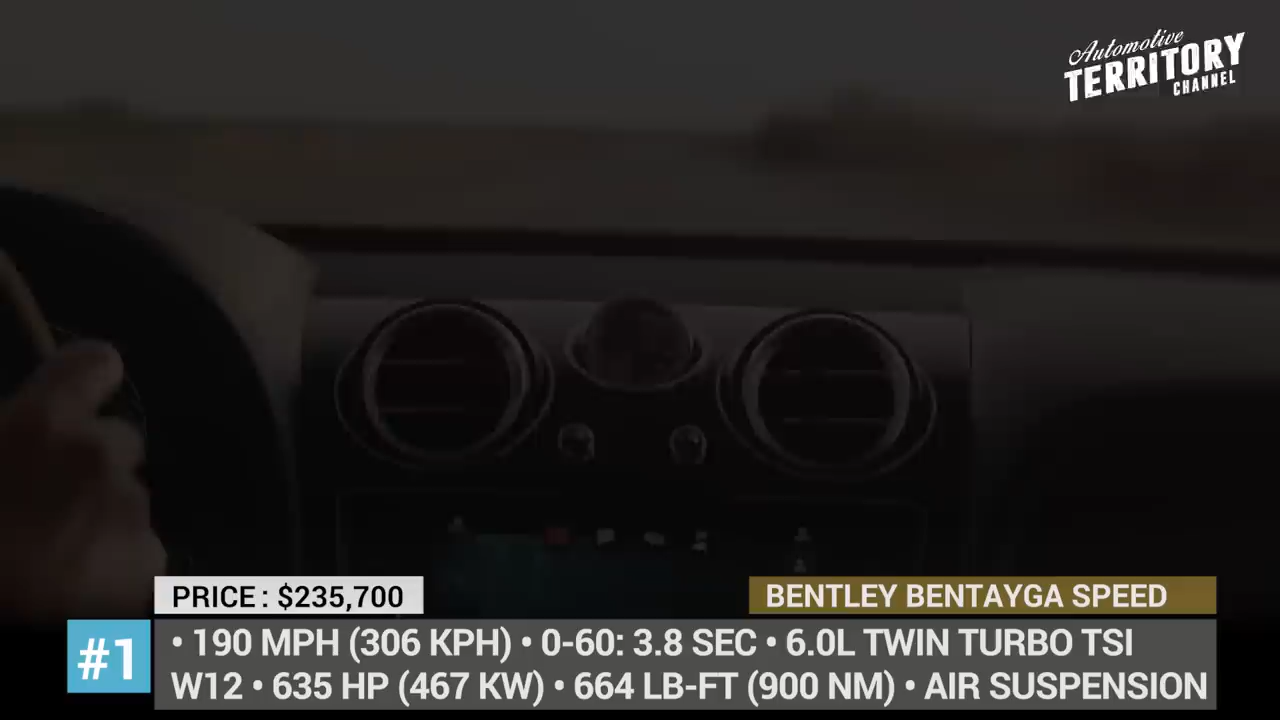 Automotive
TERRITORY
CHANNEL
PRICE : $235,700
BENTLEY BENTAYGA SPEED
#1
• 190 MPH (306 KPH) • 0-60: 3.8 SEC • 6.0L TWIN TURBO TSI
W12 • 635 HP (467 KW) • 664 LB-FT (900 NM) • AIR SUSPENSION